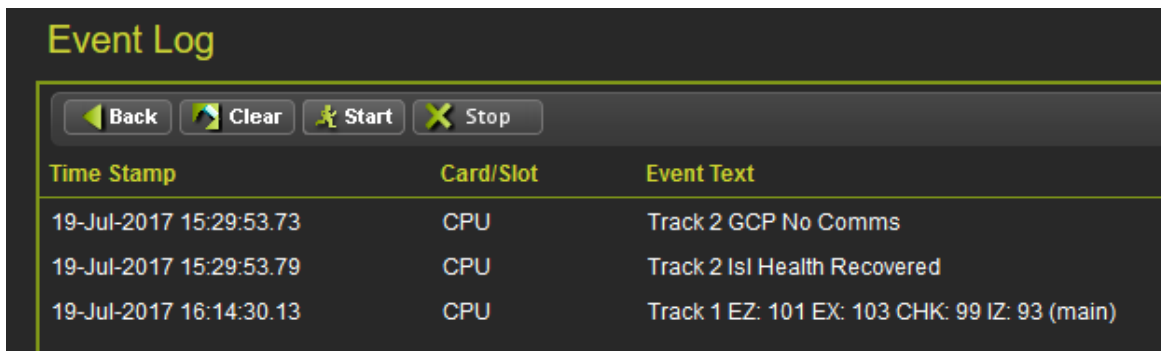 Event Log
Back Clear Start Stop
Time Stamp Card/Slot Event Text
19-Jul-2017 15:29:53.73 CPU Track 2 GCP No Comms
19-Jul-2017 15:29:53.79 CPU Track 2 Isl Health Recovered
19-Jul-2017 16:14:30.13 CPU Track 1 EZ: 101 EX: 103 CHK: 99 IZ: 93 (main)